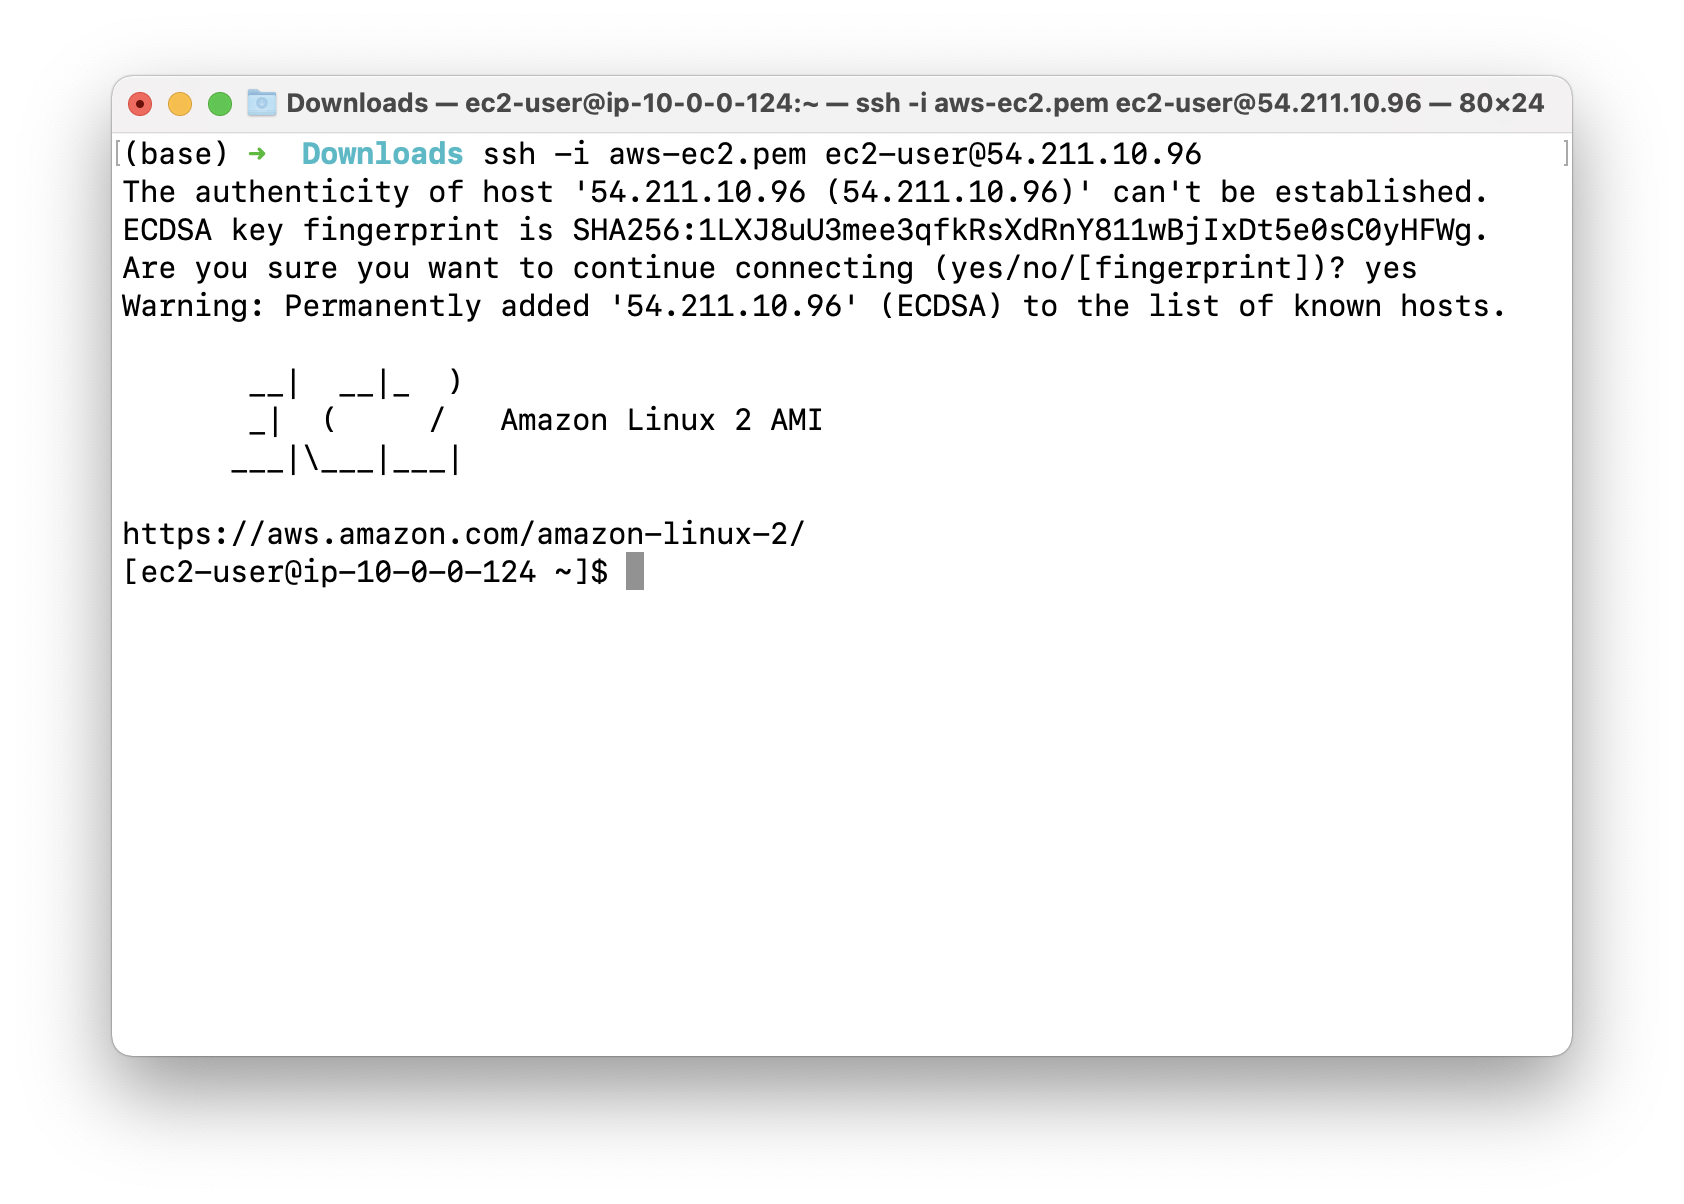 Downloads — ec2-user@ip-10-0-0-124:~ — ssh -i aws-ec2.pem ec2-user@54.211.10.96 — 80×24
[(base) ➜  Downloads ssh -i aws-ec2.pem ec2-user@54.211.10.96 ]
The authenticity of host '54.211.10.96 (54.211.10.96)' can't be established.
ECDSA key fingerprint is SHA256:1LXJ8uU3mee3qfkRsXdRnY811wBjIxDt5e0sC0yHFWg.
Are you sure you want to continue connecting (yes/no/[fingerprint])? yes
Warning: Permanently added '54.211.10.96' (ECDSA) to the list of known hosts.
       __|  __|_  )
       _|  (     /   Amazon Linux 2 AMI
      ___|\___|___|
https://aws.amazon.com/amazon-linux-2/
[ec2-user@ip-10-0-0-124 ~]$